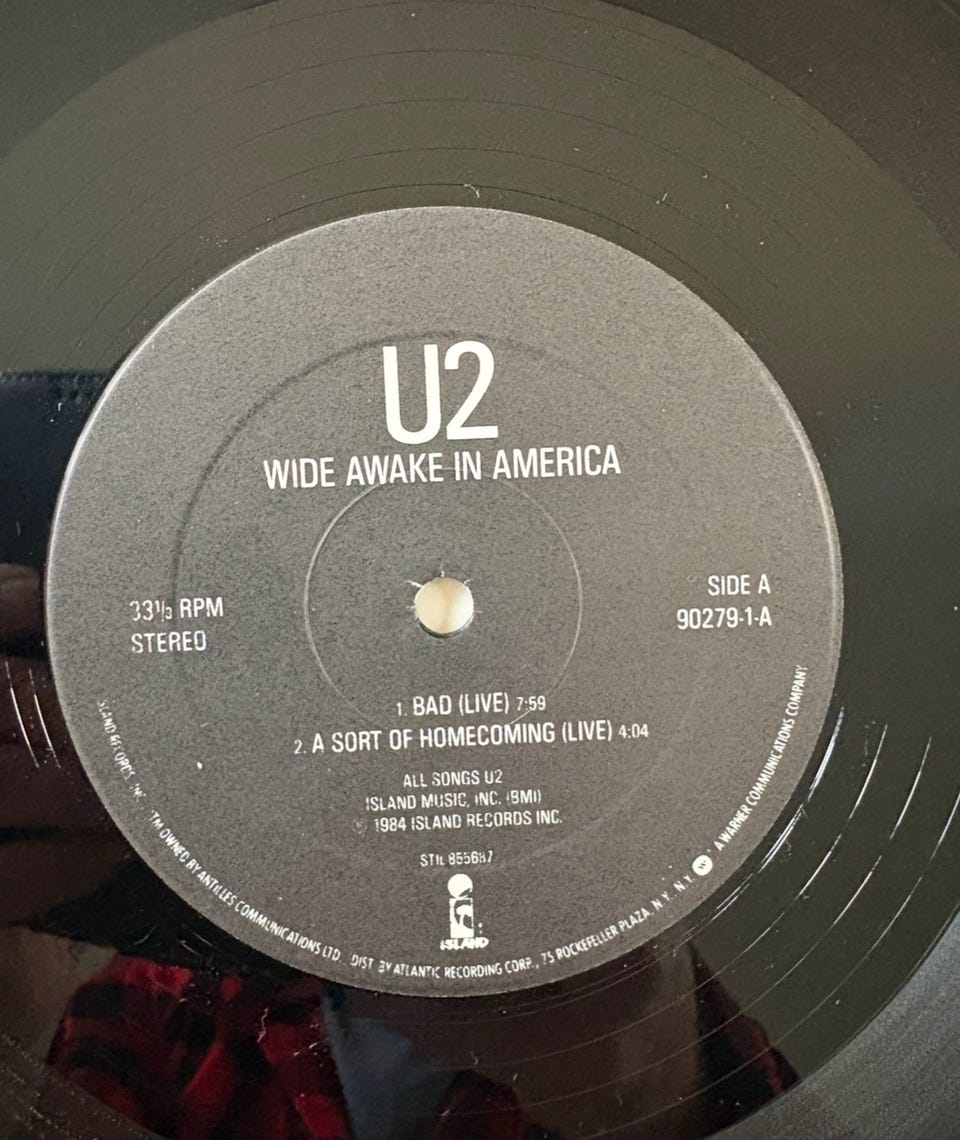 U2
WIDE AWAKE IN AMERICA
33⅓ RPM
STEREO
SIDE A
90279-1-A
1. BAD (LIVE) 7:59
2. A SORT OF HOMECOMING (LIVE) 4:04
ALL SONGS U2
ISLAND MUSIC, INC. (BMI)
℗ 1984 ISLAND RECORDS INC.
STIL 855687
ISLAND
ISLAND RECORDS, INC. TM OWNED BY ANTILLES COMMUNICATIONS LTD. DIST. BY ATLANTIC RECORDING CORP., 75 ROCKEFELLER PLAZA, N.Y., N.Y. W A WARNER COMMUNICATIONS COMPANY